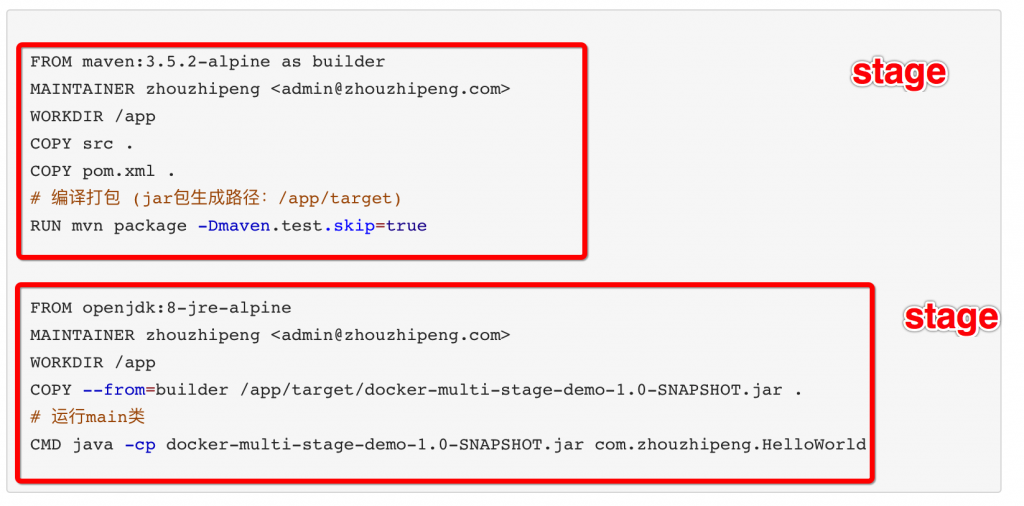 FROM maven:3.5.2-alpine as builder
stage
MAINTAINER zhouzhipeng <admin@zhouzhipeng.com>
WORKDIR /app
COPY src .
COPY pom.xml .
# 编译打包 (jar包生成路径: /app/target)
RUN mvn package -Dmaven.test.skip=true
FROM openjdk:8-jre-alpine
stage
MAINTAINER zhouzhipeng <admin@zhouzhipeng.com>
WORKDIR /app
COPY --from=builder /app/target/docker-multi-stage-demo-1.0-SNAPSHOT.jar .
# 运行main类
CMD java -cp docker-multi-stage-demo-1.0-SNAPSHOT.jar com.zhouzhipeng.HelloWorld